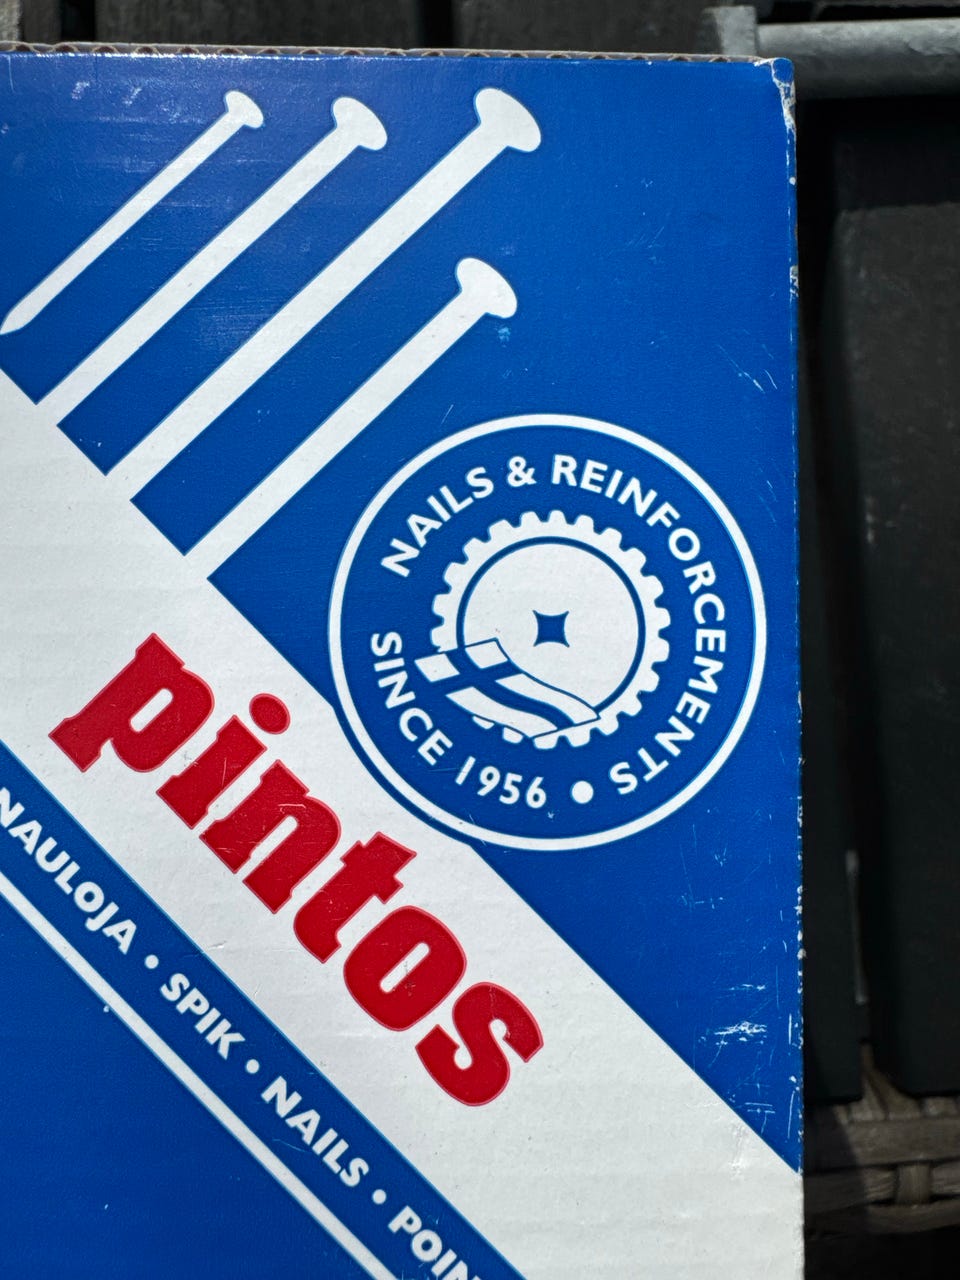 NAILS & REINFORCEMENTS •
SINCE 1956
pintos
NAULOJA • SPIK • NAILS •